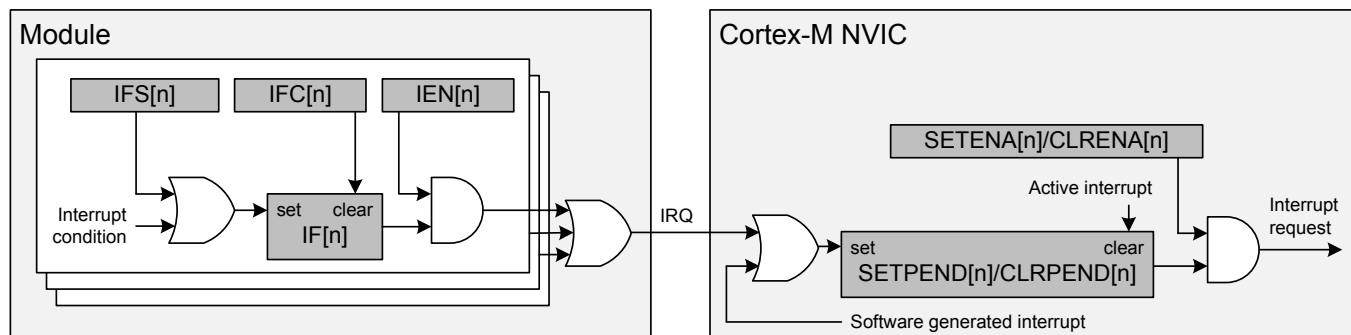 Module
IFS[n]
IFC[n]
IEN[n]
Interrupt
condition
set clear
IF[n]
IRQ
Cortex-M NVIC
SETENA[n]/CLRENA[n]
Active interrupt
set clear
SETPEND[n]/CLRPEND[n]
Interrupt
request
Software generated interrupt